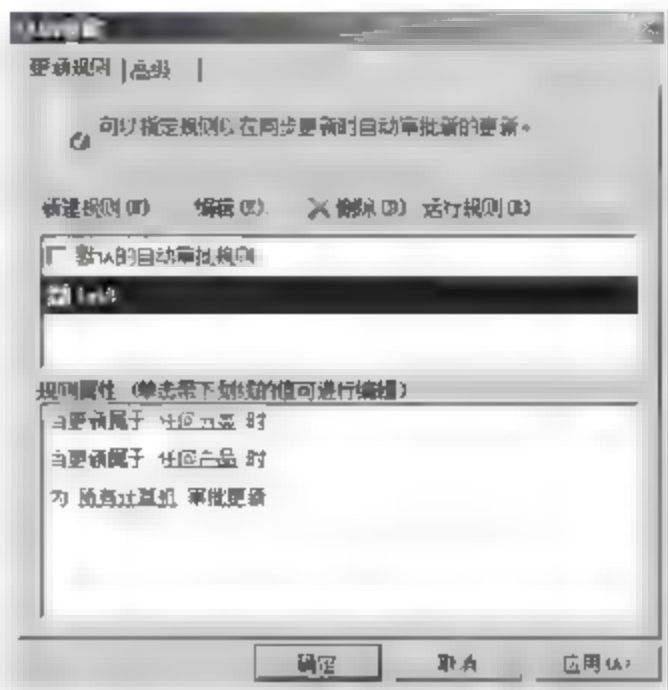 更新规则 高级
可以指定规则以在同步更新时自动审批新的更新。
新建规则(N) 编辑(E). 删除(D) 运行规则(R)
默认的自动审批规则
规则属性 (单击带下划线的值可进行编辑)
当更新属于 任何分类 时
当更新属于 任何产品 时
为 所有计算机 审批更新
确定 取消 应用(A)